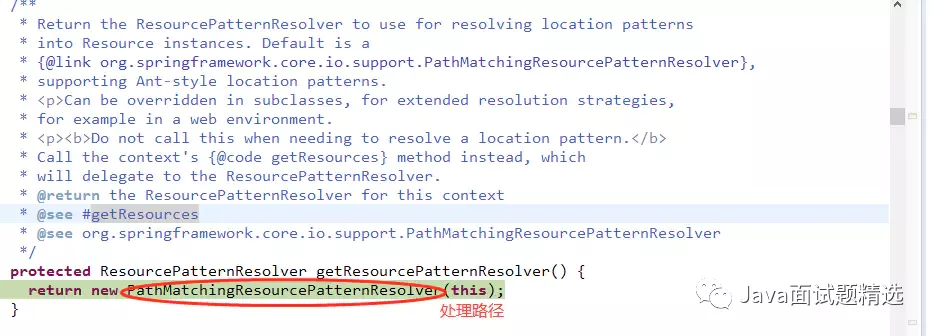 /**
* Return the ResourcePatternResolver to use for resolving location patterns
* into Resource instances. Default is a
* {@link org.springframework.core.io.support.PathMatchingResourcePatternResolver},
* supporting Ant-style location patterns.
* <p>Can be overridden in subclasses, for extended resolution strategies,
* for example in a web environment.
* <p><b>Do not call this when needing to resolve a location pattern.</b>
* Call the context's {@code getResources} method instead, which
* will delegate to the ResourcePatternResolver.
* @return the ResourcePatternResolver for this context
* @see #getResources
* @see org.springframework.core.io.support.PathMatchingResourcePatternResolver
*/
protected ResourcePatternResolver getResourcePatternResolver() {
return new PathMatchingResourcePatternResolver(this);
}
处理路径
Java面试题精选